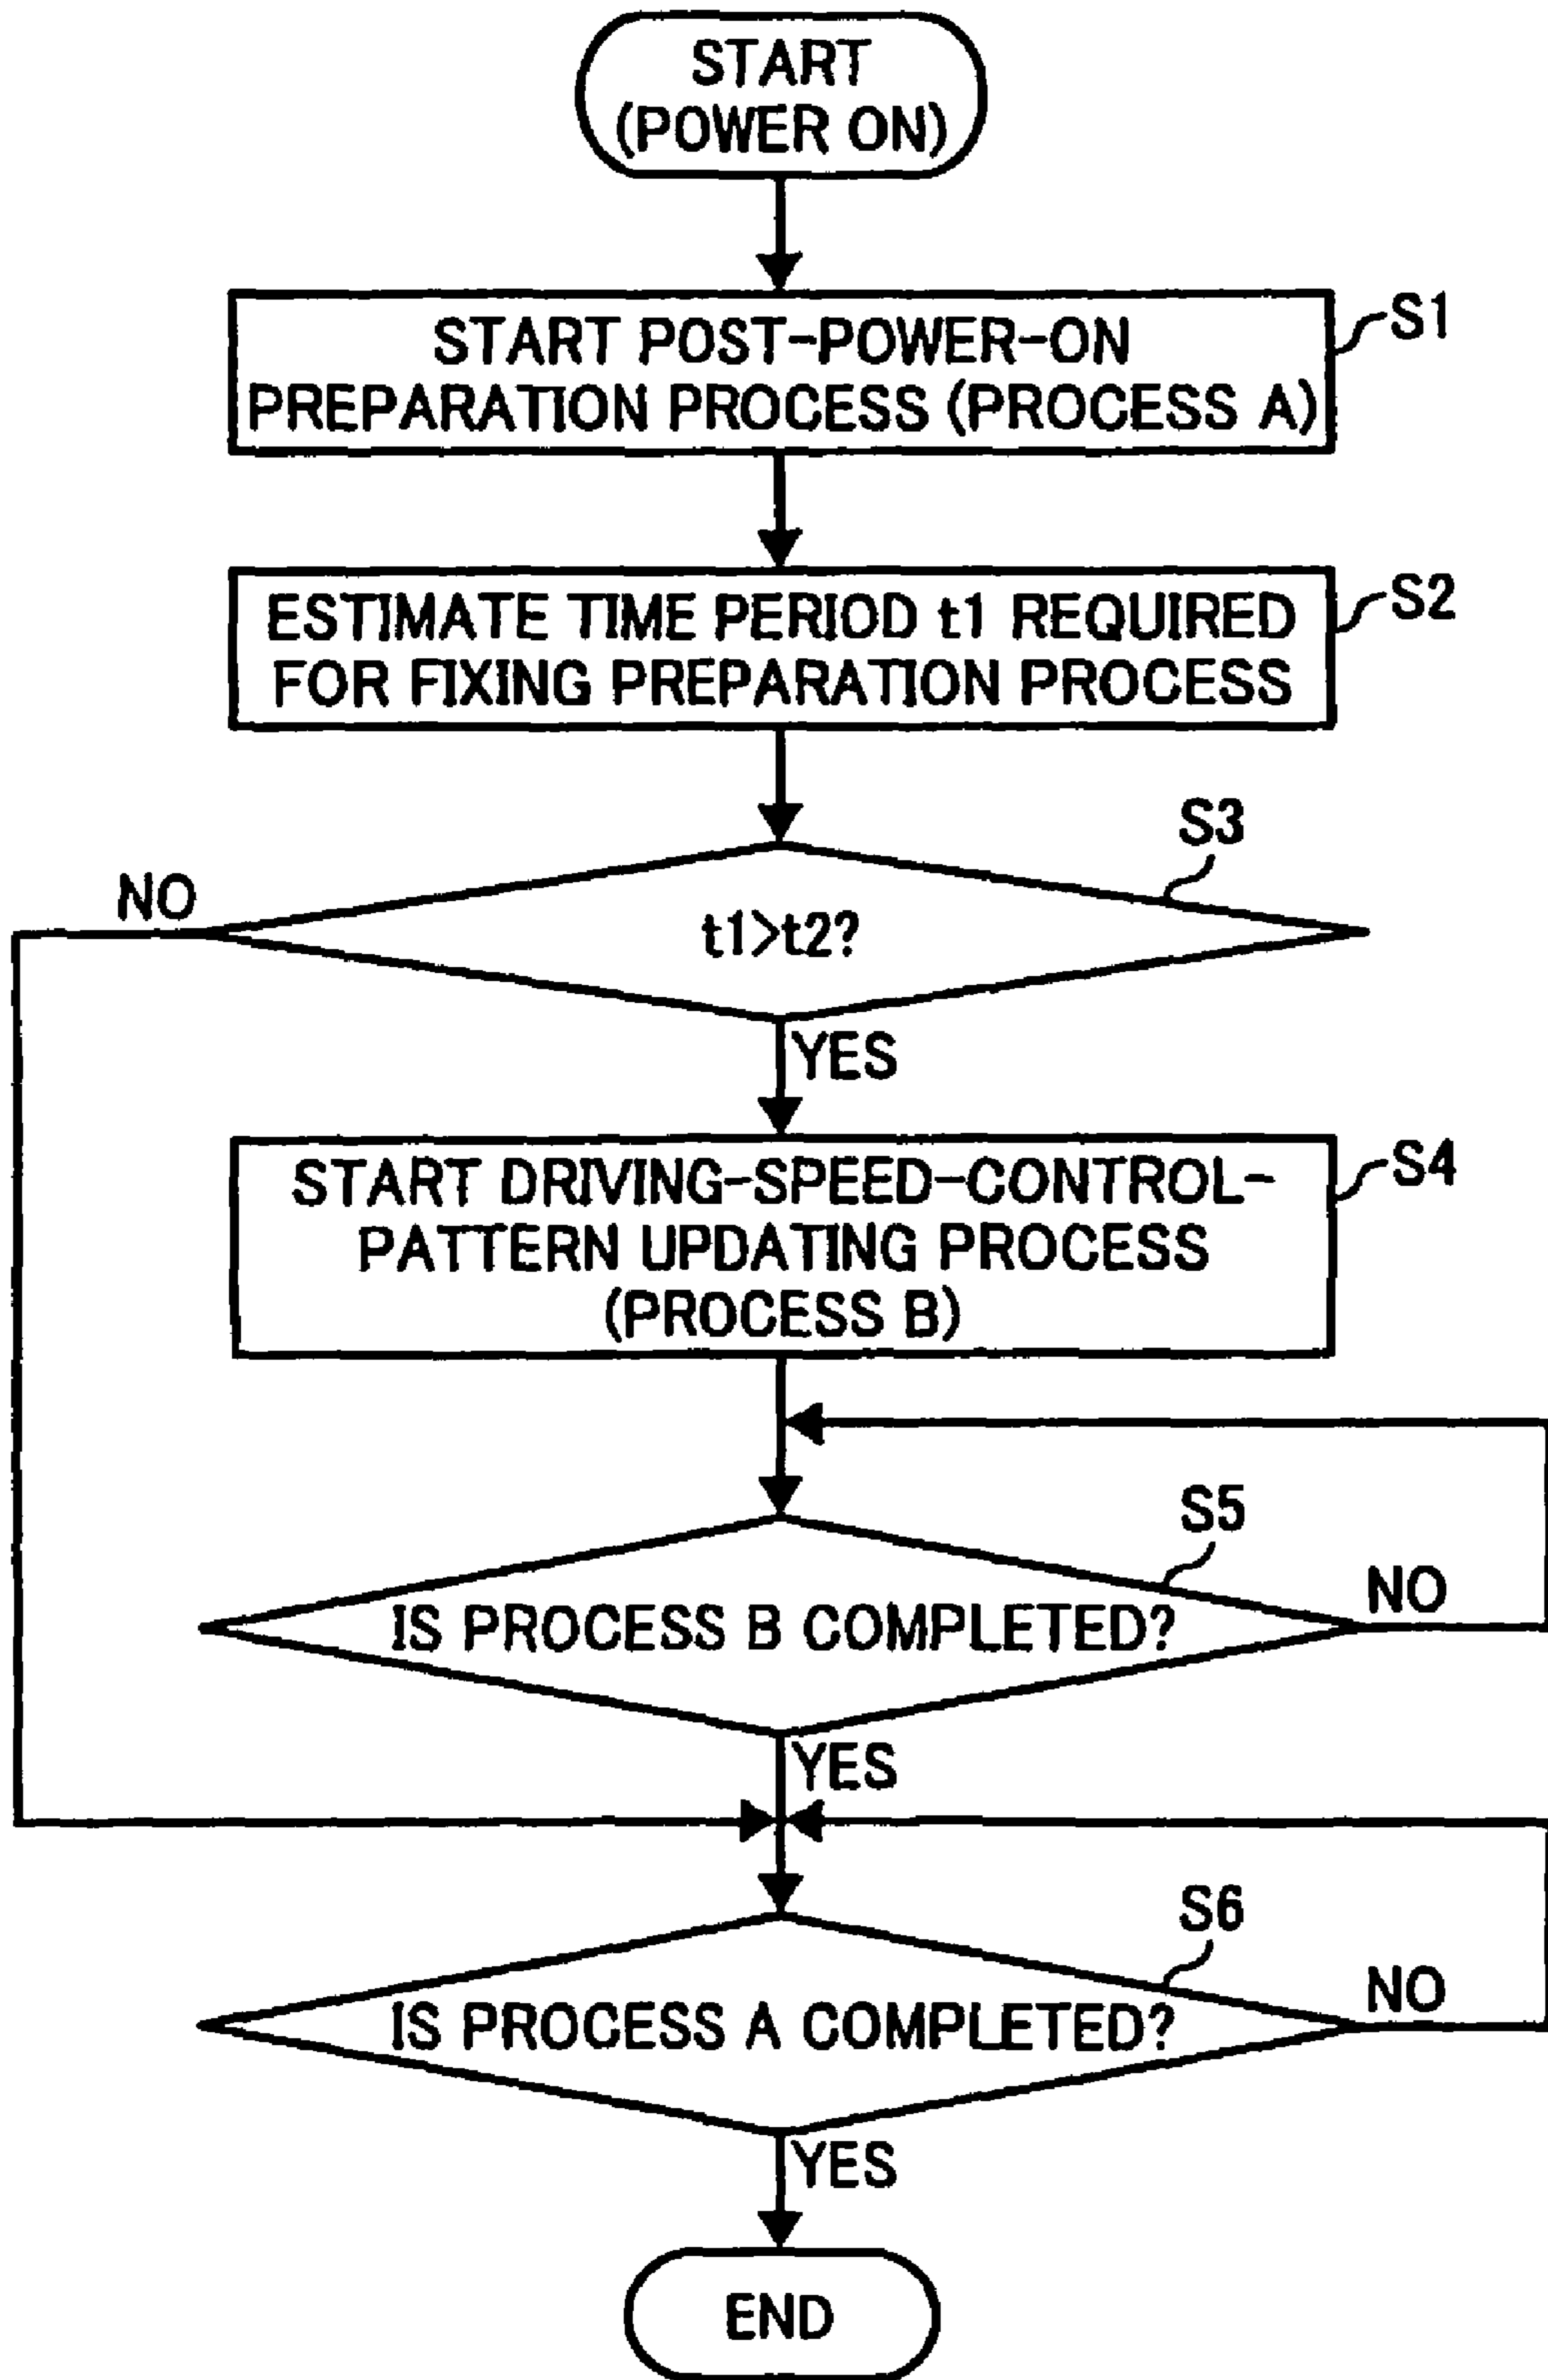 START
(POWER ON)
START POST-POWER-ON
PREPARATION PROCESS (PROCESS A)
S1
ESTIMATE TIME PERIOD t1 REQUIRED
FOR FIXING PREPARATION PROCESS
S2
S3
NO
t1>t2?
YES
START DRIVING-SPEED-CONTROL-
PATTERN UPDATING PROCESS
(PROCESS B)
S4
S5
IS PROCESS B COMPLETED?
NO
YES
S6
IS PROCESS A COMPLETED?
NO
YES
END